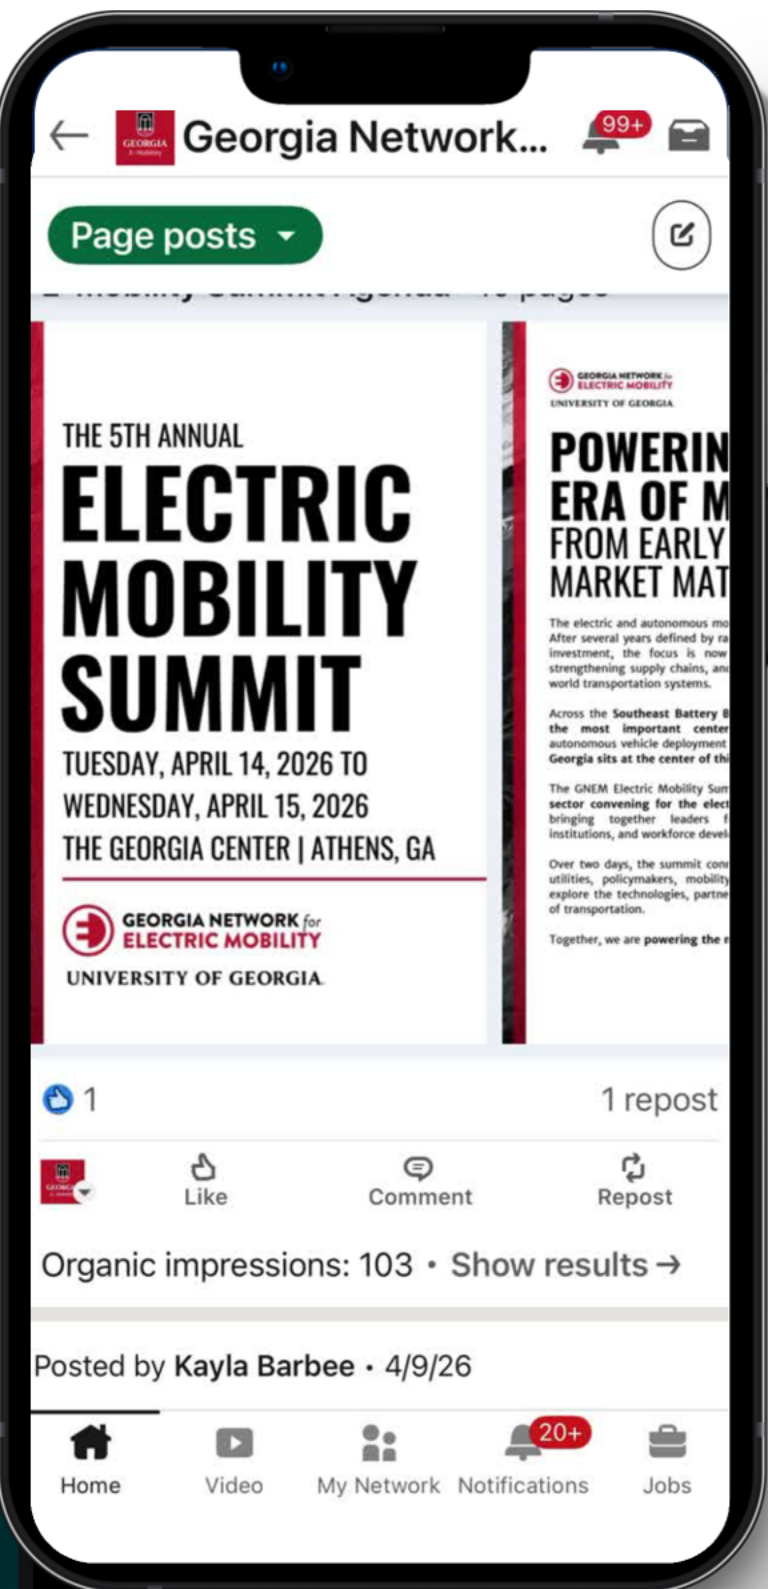 Georgia Network...
99+
GEORGIA
Page posts
E-Mobility Summit Agenda
pages
THE 5TH ANNUAL
ELECTRIC
MOBILITY
SUMMIT
TUESDAY, APRIL 14, 2026 TO
WEDNESDAY, APRIL 15, 2026
THE GEORGIA CENTER | ATHENS, GA
GEORGIA NETWORK for
ELECTRIC MOBILITY
UNIVERSITY OF GEORGIA
GEORGIA NETWORK for
ELECTRIC MOBILITY
UNIVERSITY OF GEORGIA
POWERIN
ERA OF M
FROM EARLY
MARKET MAT
The electric and autonomous mo
After several years defined by ra
investment, the focus is now
strengthening supply chains, and
world transportation systems.
Across the Southeast Battery B
the most important center
autonomous vehicle deployment
Georgia sits at the center of thi
The GNEM Electric Mobility Sum
sector convening for the elect
bringing together leaders f
institutions, and workforce devel
Over two days, the summit conn
utilities, policymakers, mobility
explore the technologies, partne
of transportation.
Together, we are powering the n
1
1 repost
Like
Comment
Repost
Organic impressions: 103 • Show results →
Posted by Kayla Barbee • 4/9/26
20+
Home
Video
My Network
Notifications
Jobs